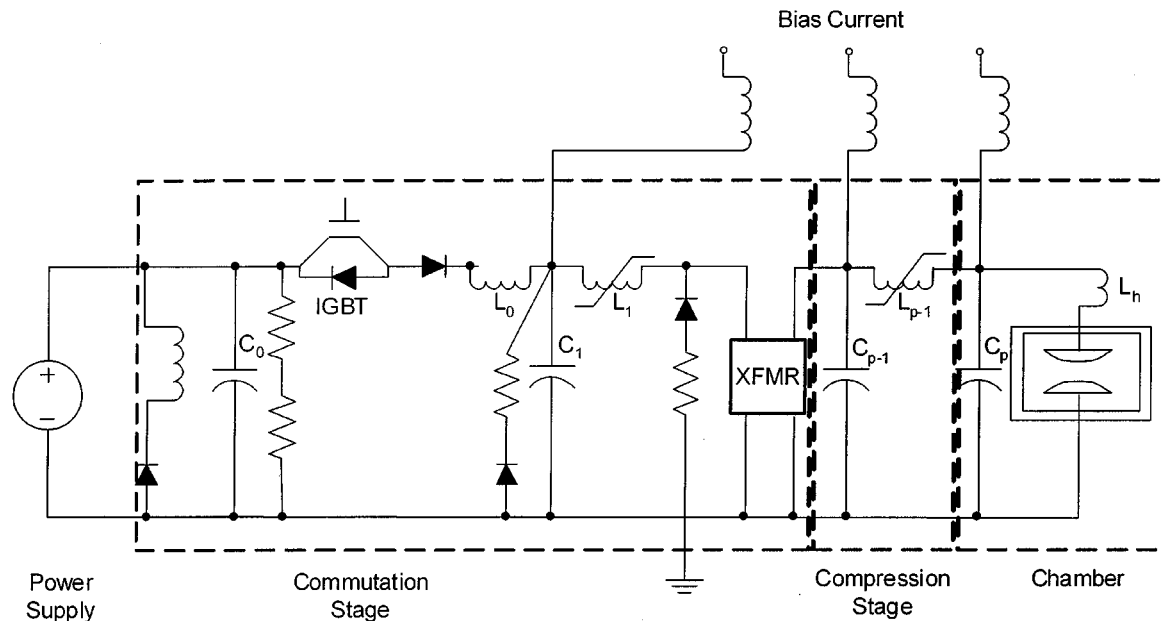 Bias Current
IGBT
L0
L1
Lp-1
Lh
C0
C1
XFMR
Cp-1
Cp
+
−
Power
Supply
Commutation
Stage
Compression
Stage
Chamber